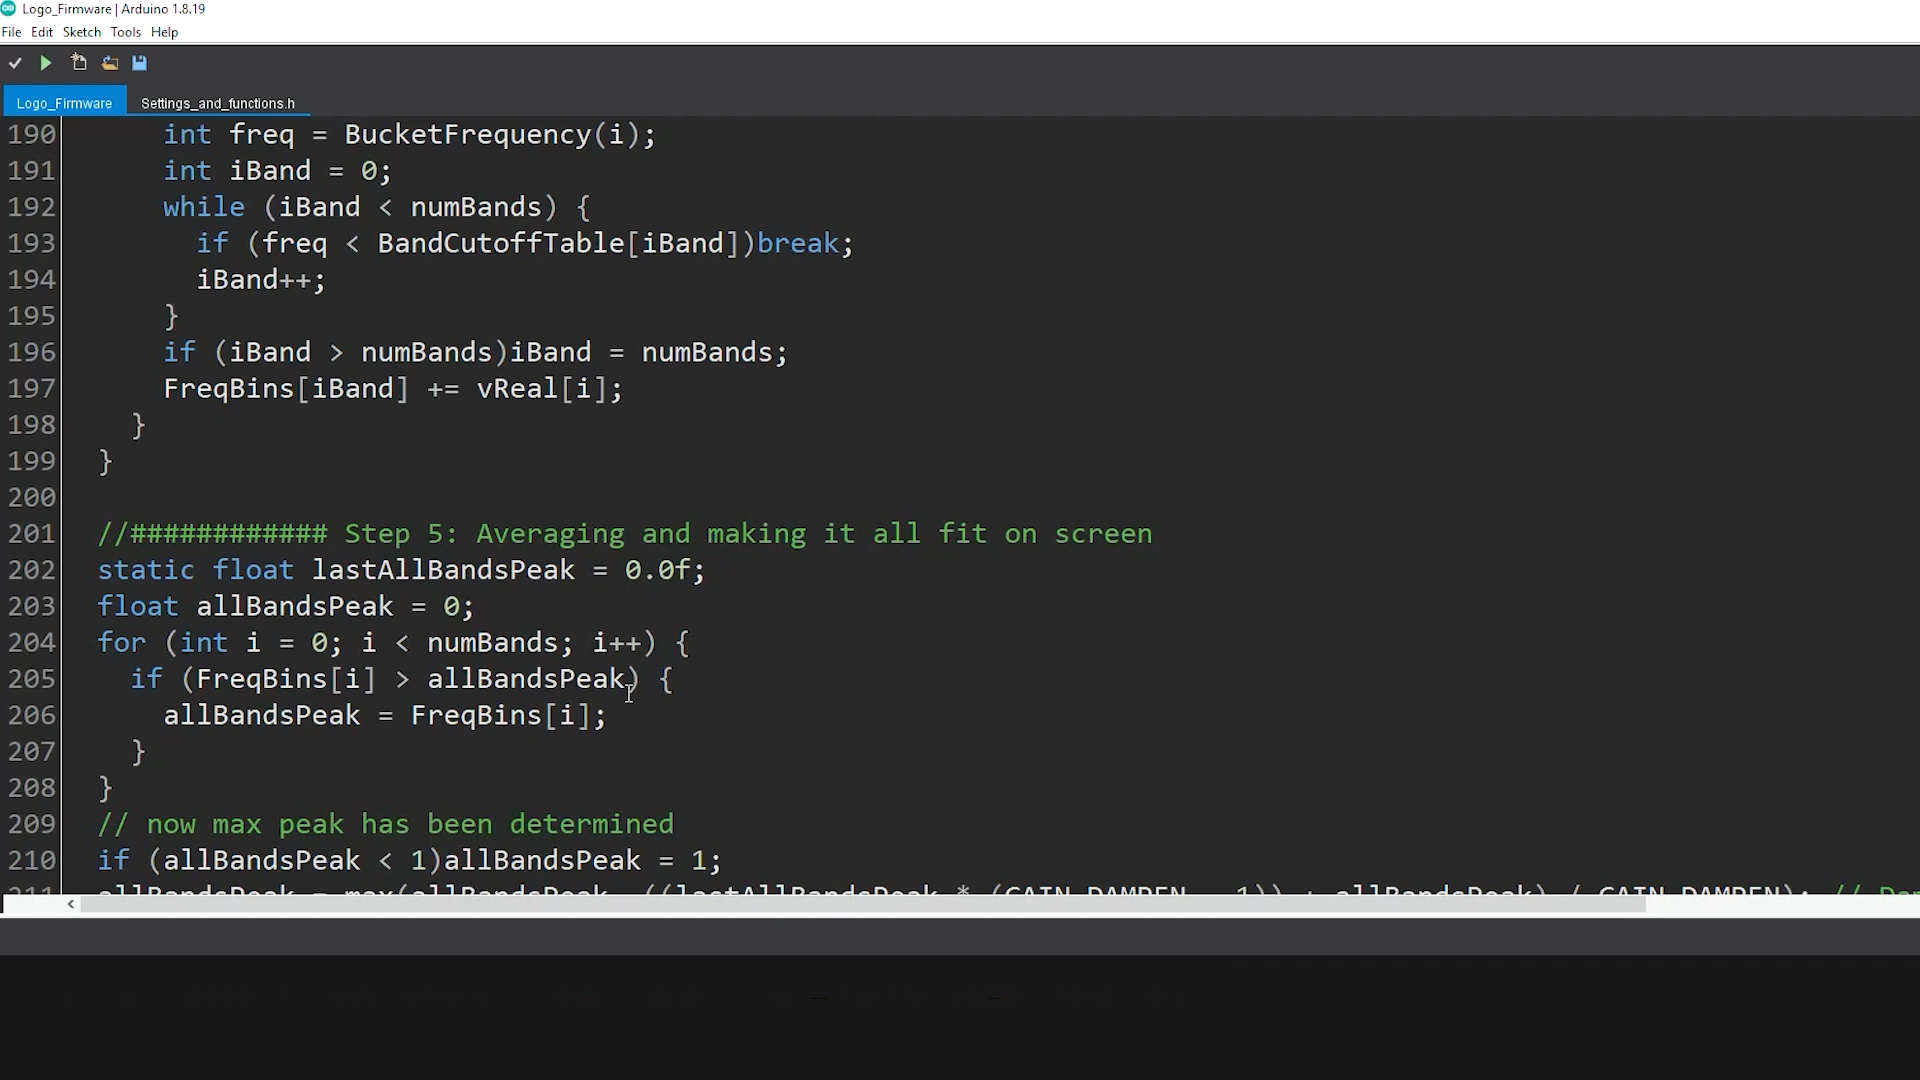 Logo_Firmware | Arduino 1.8.19
File Edit Sketch Tools Help
Logo_Firmware Settings_and_functions.h
190 int freq = BucketFrequency(i);
191 int iBand = 0;
192 while (iBand < numBands) {
193 if (freq < BandCutoffTable[iBand])break;
194 iBand++;
195 }
196 if (iBand > numBands)iBand = numBands;
197 FreqBins[iBand] += vReal[i];
198 }
199 }
200
201 //############ Step 5: Averaging and making it all fit on screen
202 static float lastAllBandsPeak = 0.0f;
203 float allBandsPeak = 0;
204 for (int i = 0; i < numBands; i++) {
205 if (FreqBins[i] > allBandsPeak) {
206 allBandsPeak = FreqBins[i];
207 }
208 }
209 // now max peak has been determined
210 if (allBandsPeak < 1)allBandsPeak = 1;
211 allBandsPeak = max(allBandsPeak, ((lastAllBandsPeak * (GAIN_DAMPEN - 1)) + allBandsPeak) / GAIN_DAMPEN); //